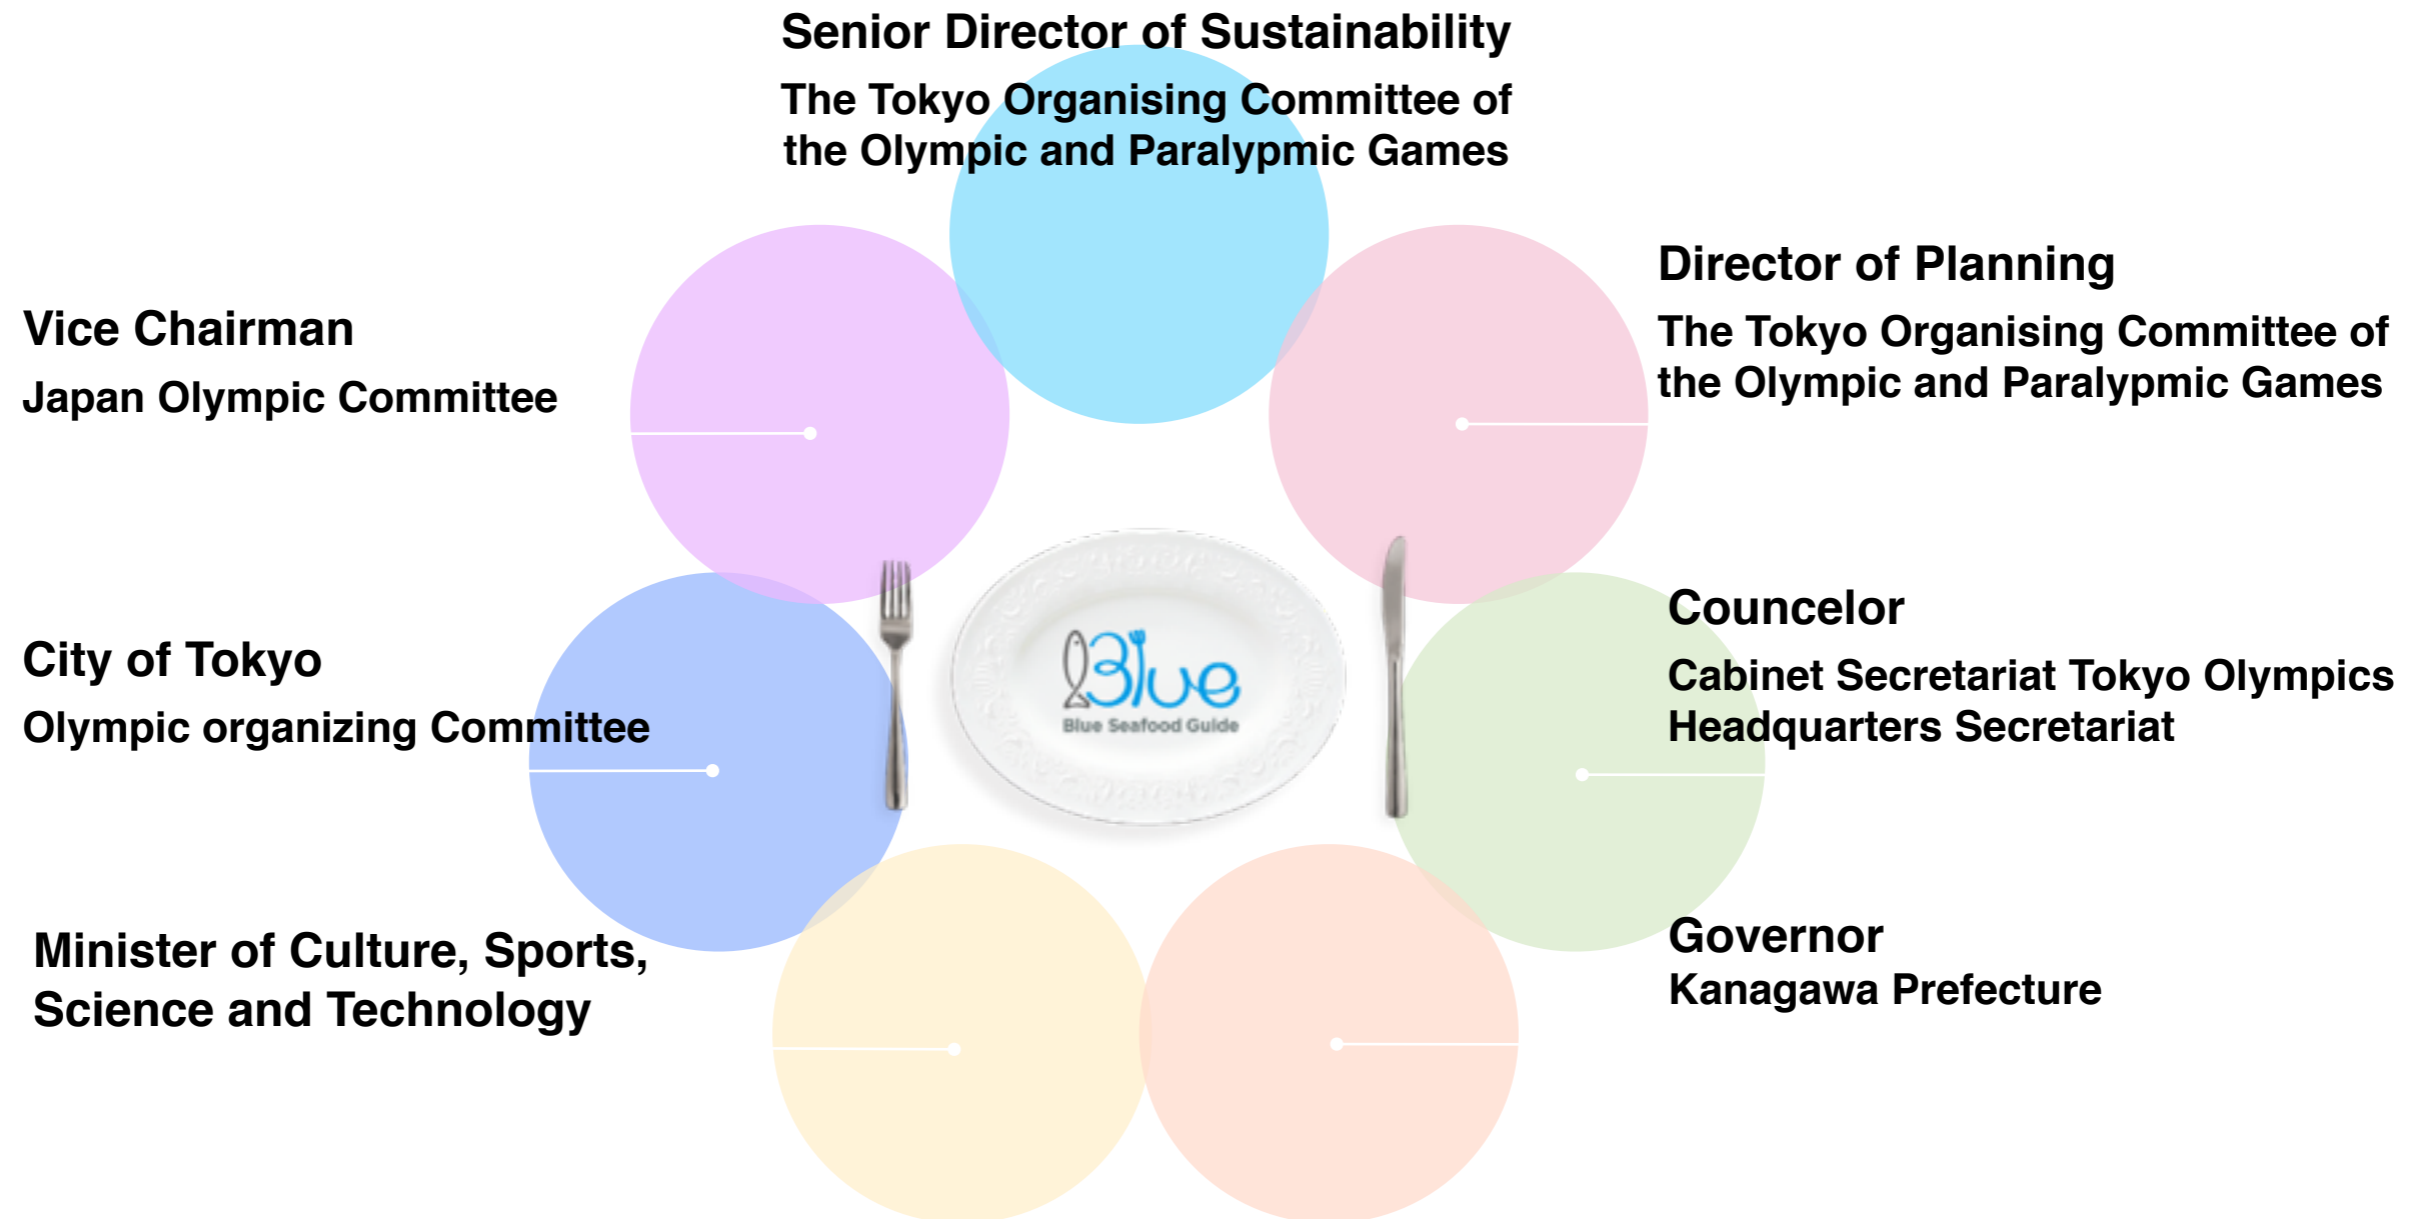 Senior Director of Sustainability
The Tokyo Organising Committee of
the Olympic and Paralypmic Games
Director of Planning
The Tokyo Organising Committee of
the Olympic and Paralypmic Games
Vice Chairman
Japan Olympic Committee
Councelor
Cabinet Secretariat Tokyo Olympics
Headquarters Secretariat
City of Tokyo
Olympic organizing Committee
Blue
Blue Seafood Guide
Governor
Kanagawa Prefecture
Minister of Culture, Sports,
Science and Technology